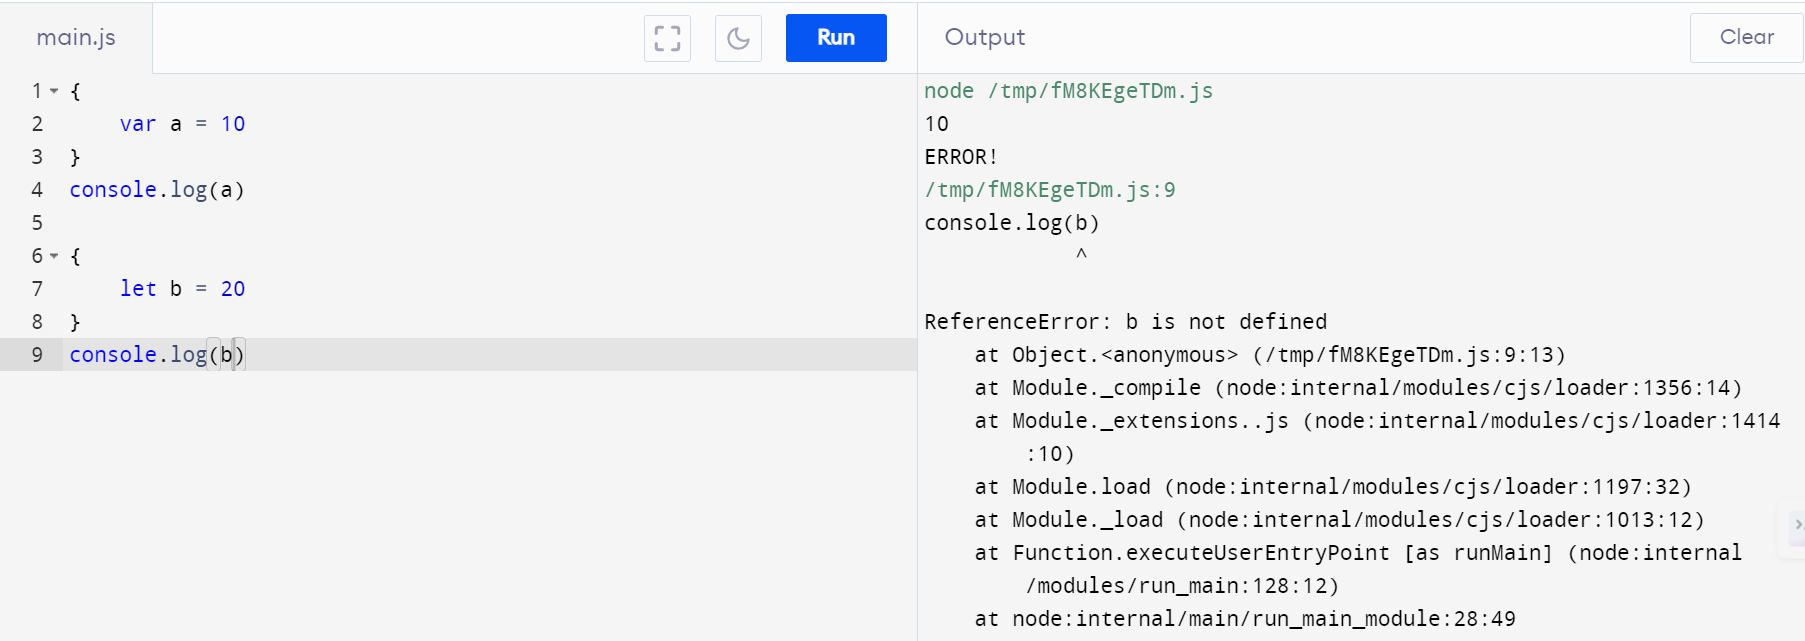 main.js
Run
Output
Clear
1 {
2     var a = 10
3 }
4 console.log(a)
5
6 {
7     let b = 20
8 }
9 console.log(b)
node /tmp/fM8KEgeTDm.js
10
ERROR!
/tmp/fM8KEgeTDm.js:9
console.log(b)
            ^
ReferenceError: b is not defined
    at Object.<anonymous> (/tmp/fM8KEgeTDm.js:9:13)
    at Module._compile (node:internal/modules/cjs/loader:1356:14)
    at Module._extensions..js (node:internal/modules/cjs/loader:1414
        :10)
    at Module.load (node:internal/modules/cjs/loader:1197:32)
    at Module._load (node:internal/modules/cjs/loader:1013:12)
    at Function.executeUserEntryPoint [as runMain] (node:internal
        /modules/run_main:128:12)
    at node:internal/main/run_main_module:28:49